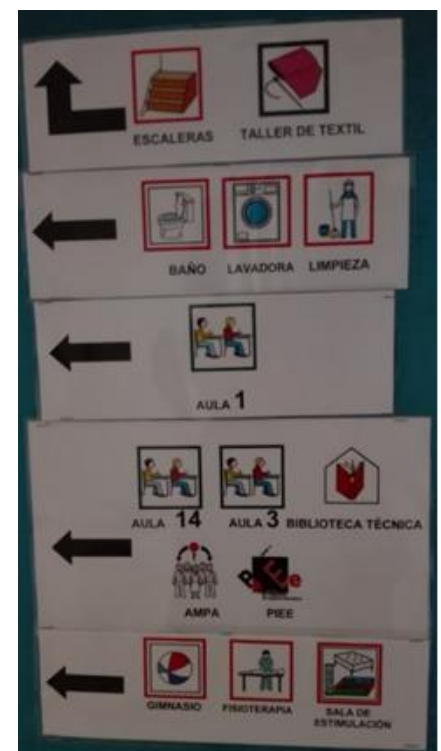 ESCALERAS TALLER DE TEXTIL
BAÑO LAVADORA LIMPIEZA
AULA 1
AULA 14 AULA 3 BIBLIOTECA TÉCNICA
AMPA PIEE
GIMNASIO FISIOTERAPIA SALA DE
ESTIMULACIÓN